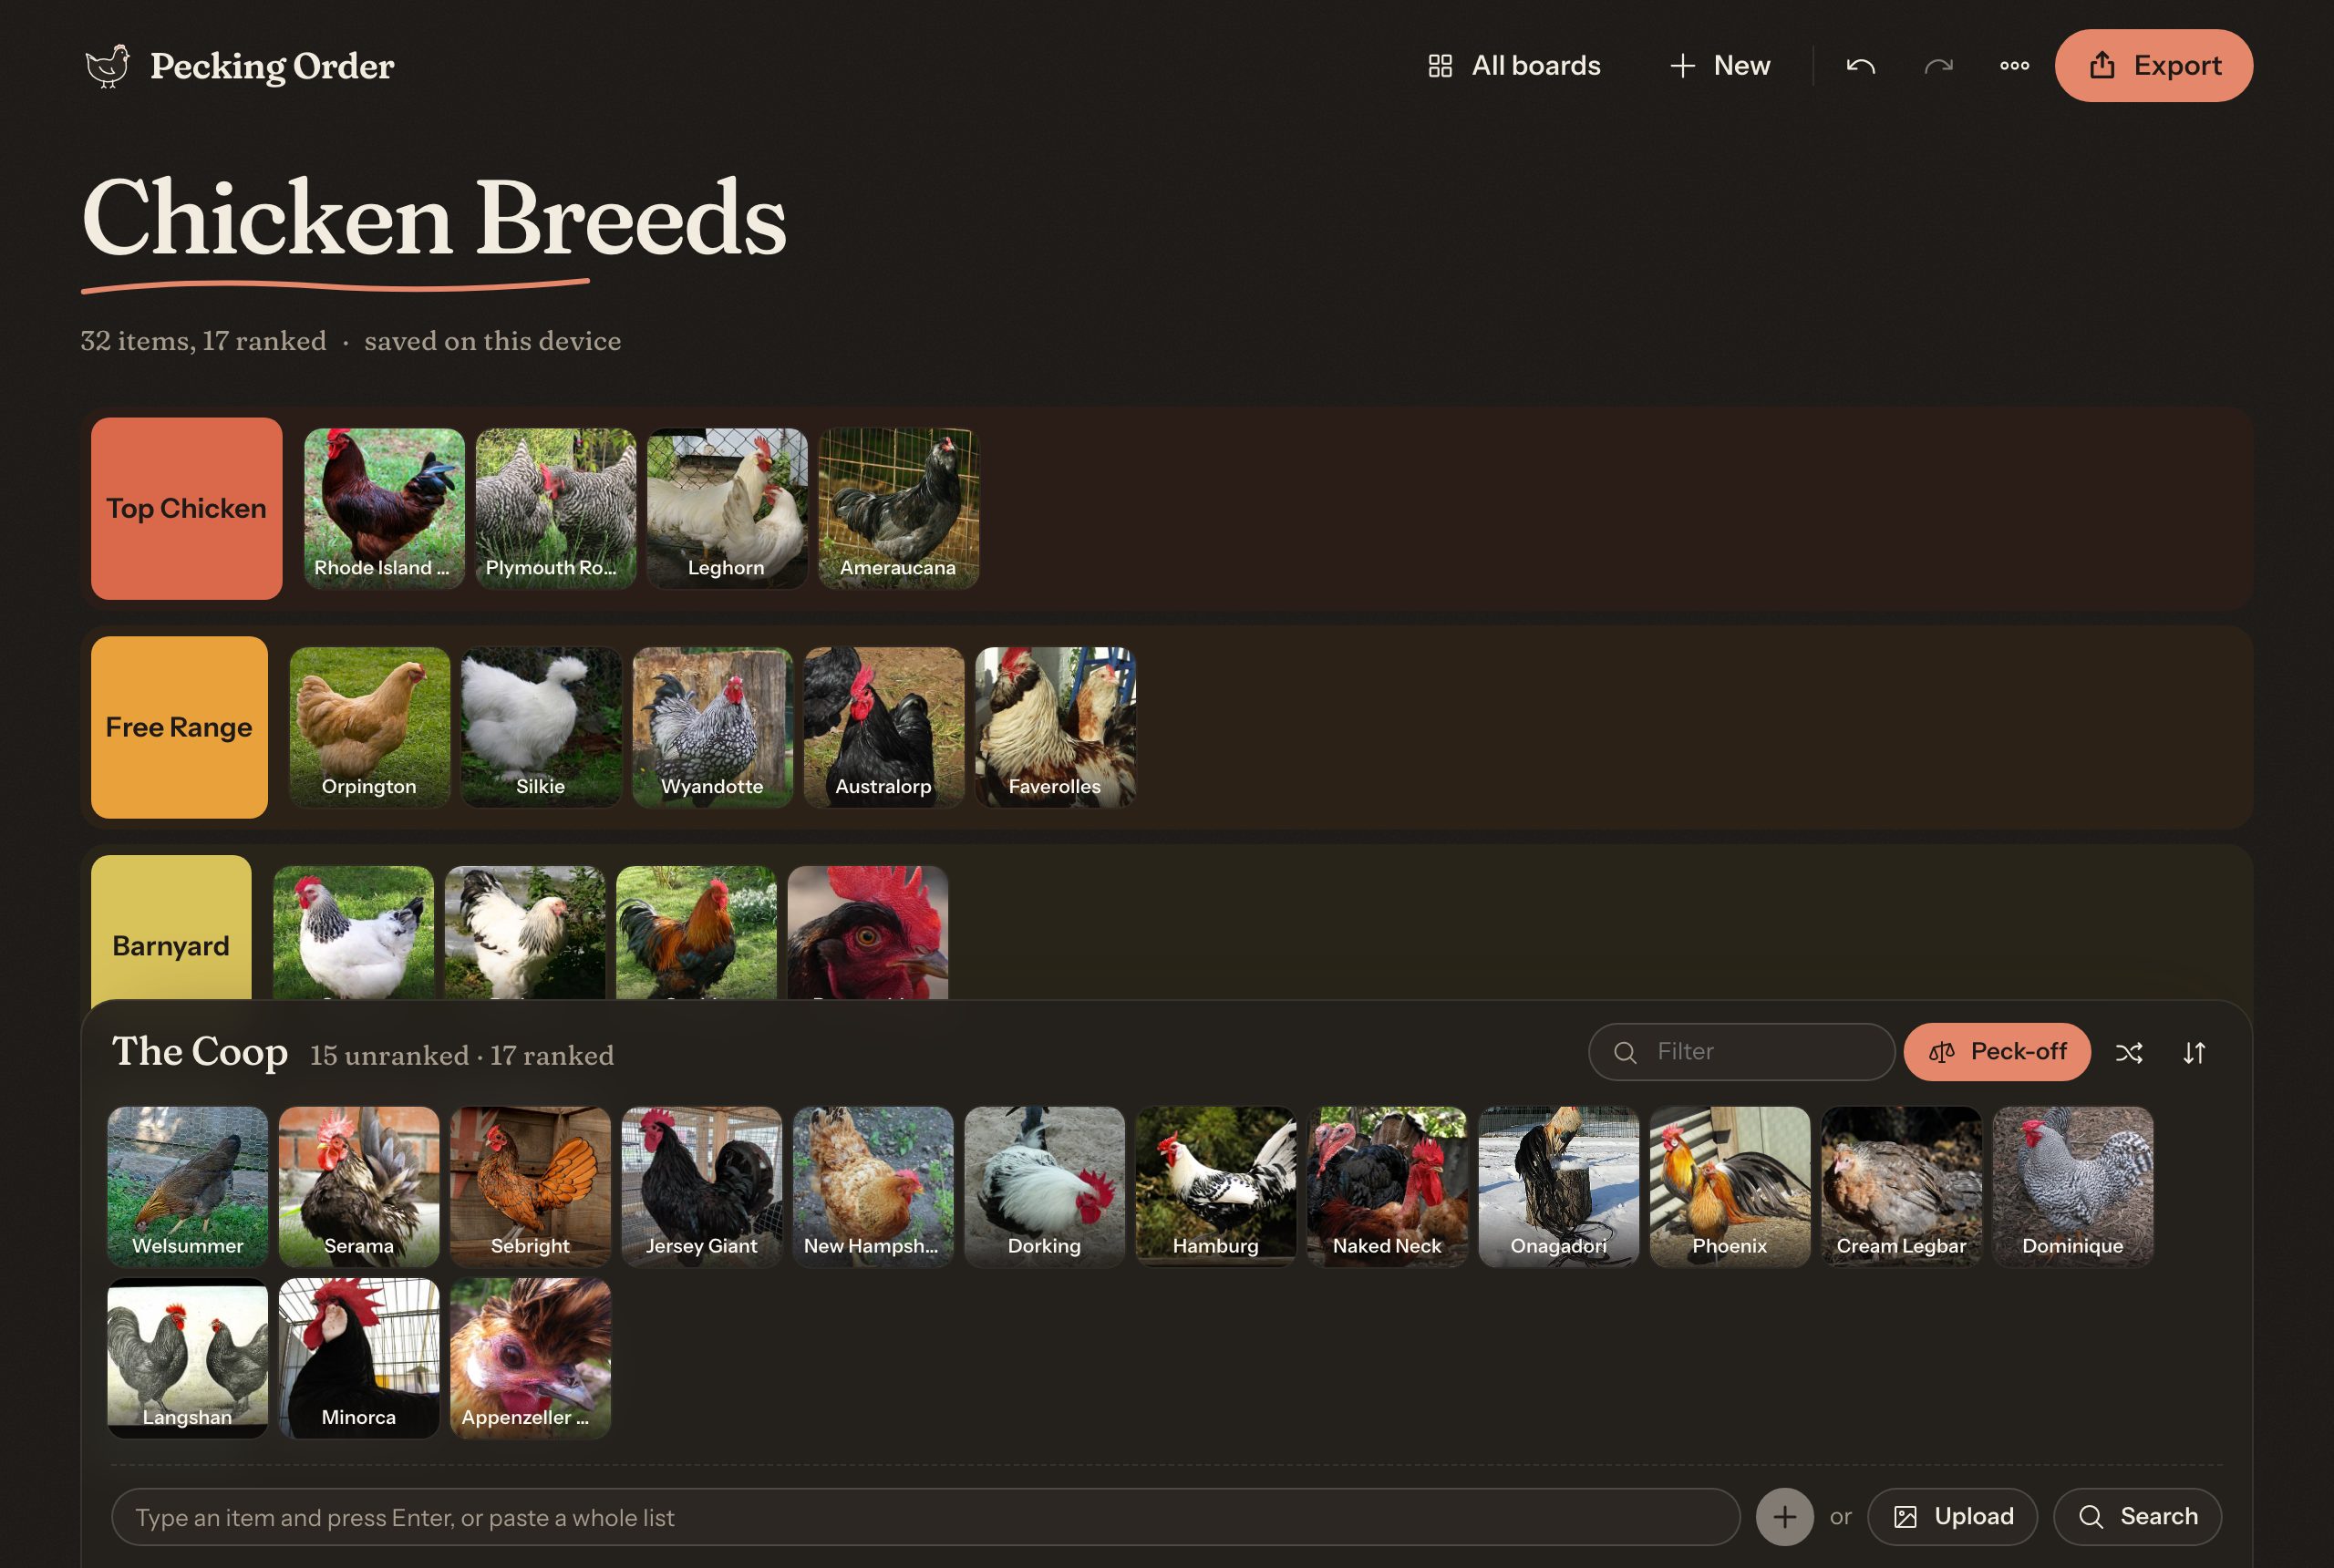 Pecking Order
All boards
New
Export
Chicken Breeds
32 items, 17 ranked · saved on this device
Top Chicken
Rhode Island ...
Plymouth Ro...
Leghorn
Ameraucana
Free Range
Orpington
Silkie
Wyandotte
Australorp
Faverolles
Barnyard
The Coop
15 unranked · 17 ranked
Filter
Peck-off
Welsummer
Serama
Sebright
Jersey Giant
New Hampsh...
Dorking
Hamburg
Naked Neck
Onagadori
Phoenix
Cream Legbar
Dominique
Langshan
Minorca
Appenzeller ...
Type an item and press Enter, or paste a whole list
or
Upload
Search